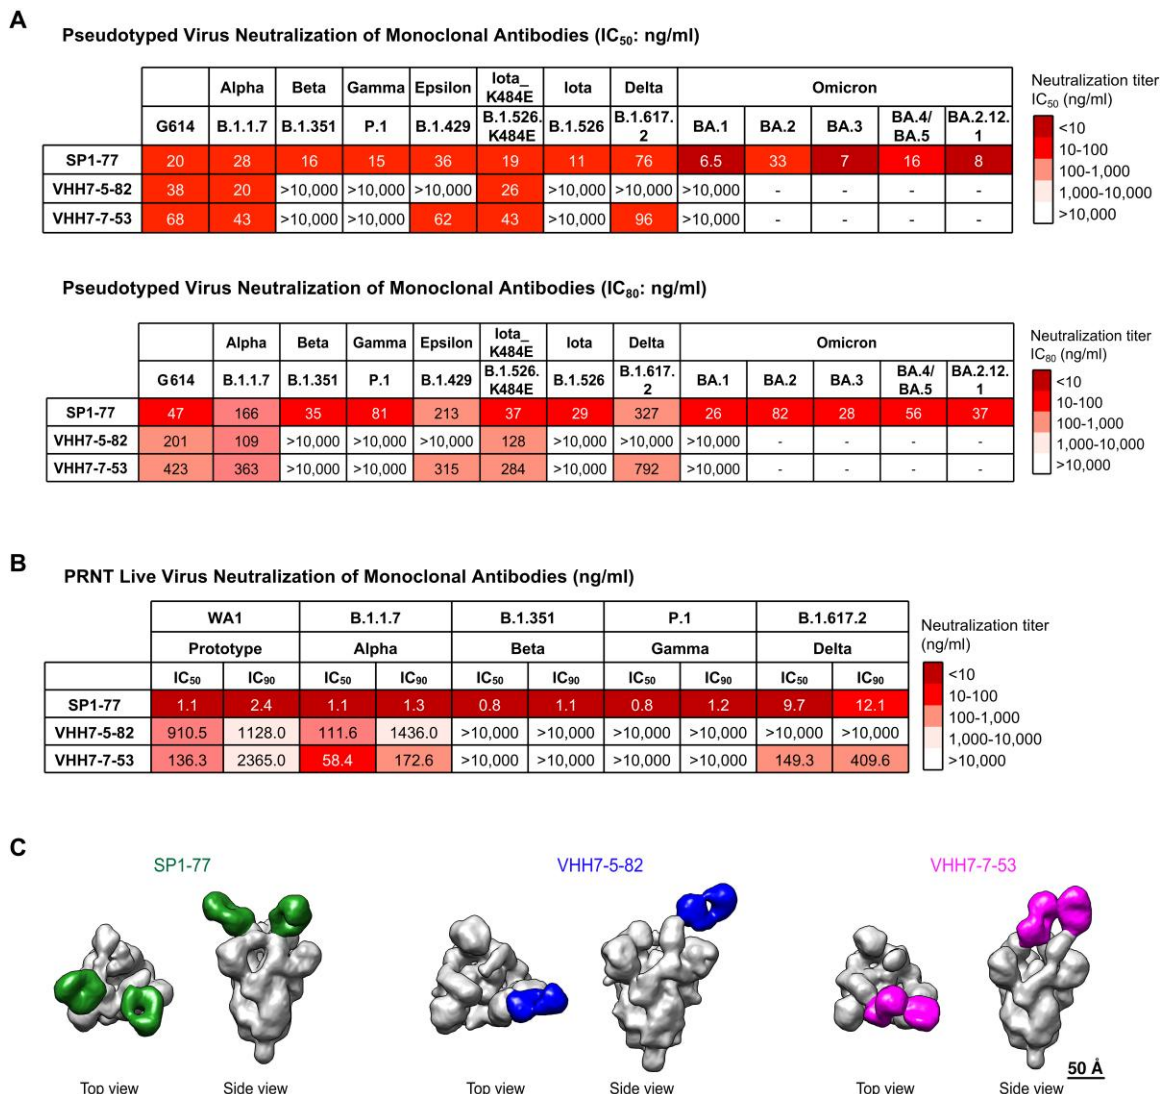 A
Pseudotyped Virus Neutralization of Monoclonal Antibodies (IC50: ng/ml)
Alpha Beta Gamma Epsilon Iota_K484E Iota Delta Omicron
G614 B.1.1.7 B.1.351 P.1 B.1.429 B.1.526.K484E B.1.526 B.1.617.2 BA.1 BA.2 BA.3 BA.4/BA.5 BA.2.12.1
SP1-77 20 28 16 15 36 19 11 76 6.5 33 7 16 8
VHH7-5-82 38 20 >10,000 >10,000 >10,000 26 >10,000 >10,000 >10,000 - - - -
VHH7-7-53 68 43 >10,000 >10,000 62 43 >10,000 96 >10,000 - - - -
Neutralization titer
IC50 (ng/ml)
<10
10-100
100-1,000
1,000-10,000
>10,000
Pseudotyped Virus Neutralization of Monoclonal Antibodies (IC80: ng/ml)
Alpha Beta Gamma Epsilon Iota_K484E Iota Delta Omicron
G614 B.1.1.7 B.1.351 P.1 B.1.429 B.1.526.K484E B.1.526 B.1.617.2 BA.1 BA.2 BA.3 BA.4/BA.5 BA.2.12.1
SP1-77 47 166 35 81 213 37 29 327 26 82 28 56 37
VHH7-5-82 201 109 >10,000 >10,000 >10,000 128 >10,000 >10,000 >10,000 - - - -
VHH7-7-53 423 363 >10,000 >10,000 315 284 >10,000 792 >10,000 - - - -
Neutralization titer
IC80 (ng/ml)
<10
10-100
100-1,000
1,000-10,000
>10,000
B
PRNT Live Virus Neutralization of Monoclonal Antibodies (ng/ml)
WA1 B.1.1.7 B.1.351 P.1 B.1.617.2
Prototype Alpha Beta Gamma Delta
IC50 IC90 IC50 IC90 IC50 IC90 IC50 IC90 IC50 IC90
SP1-77 1.1 2.4 1.1 1.3 0.8 1.1 0.8 1.2 9.7 12.1
VHH7-5-82 910.5 1128.0 111.6 1436.0 >10,000 >10,000 >10,000 >10,000 >10,000 >10,000
VHH7-7-53 136.3 2365.0 58.4 172.6 >10,000 >10,000 >10,000 >10,000 149.3 409.6
Neutralization titer
(ng/ml)
<10
10-100
100-1,000
1,000-10,000
>10,000
C
SP1-77 VHH7-5-82 VHH7-7-53
50 Å
Top view Side view Top view Side view Top view Side view